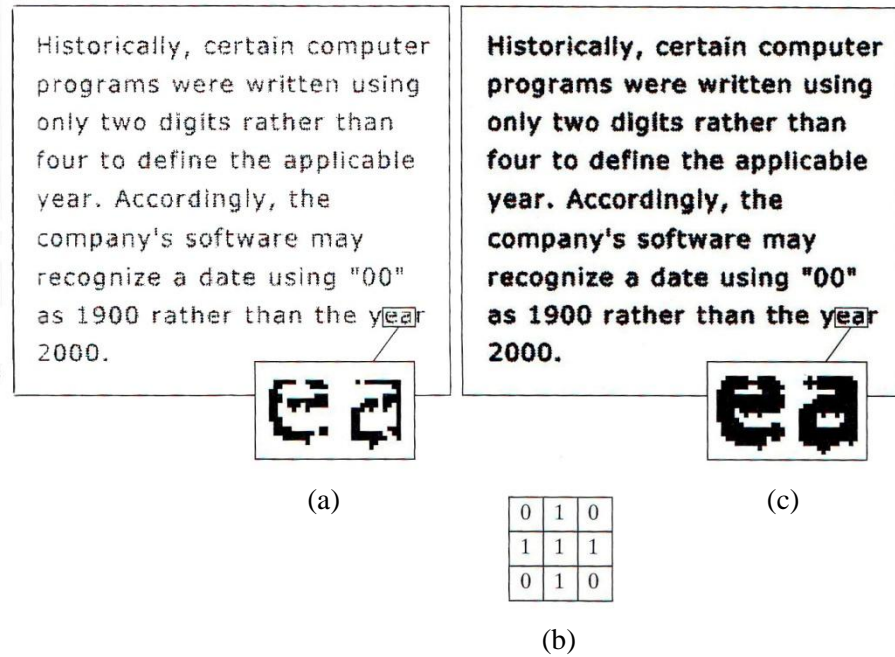 Historically, certain computer
programs were written using
only two digits rather than
four to define the applicable
year. Accordingly, the
company's software may
recognize a date using "00"
as 1900 rather than the year
2000.
e a
(a)
Historically, certain computer
programs were written using
only two digits rather than
four to define the applicable
year. Accordingly, the
company's software may
recognize a date using "00"
as 1900 rather than the year
2000.
e a
(c)
0 1 0
1 1 1
0 1 0
(b)